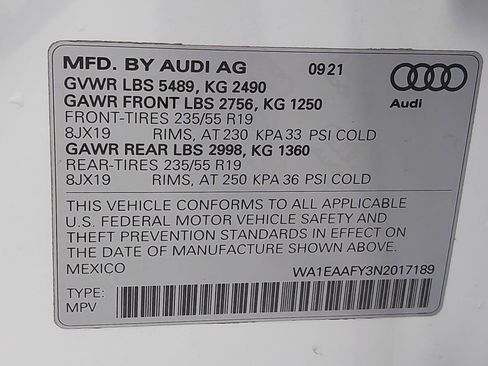 MFD. BY AUDI AG 09 21
GVWR LBS 5489, KG 2490
GAWR FRONT LBS 2756, KG 1250
FRONT-TIRES 235/55 R19
8JX19 RIMS, AT 230 KPA 33 PSI COLD
GAWR REAR LBS 2998, KG 1360
REAR-TIRES 235/55 R19
8JX19 RIMS, AT 250 KPA 36 PSI COLD
Audi
THIS VEHICLE CONFORMS TO ALL APPLICABLE
U.S. FEDERAL MOTOR VEHICLE SAFETY AND
THEFT PREVENTION STANDARDS IN EFFECT ON
THE DATE OF MANUFACTURE SHOWN ABOVE.
MEXICO WA1EAAFY3N2017189
TYPE:
MPV